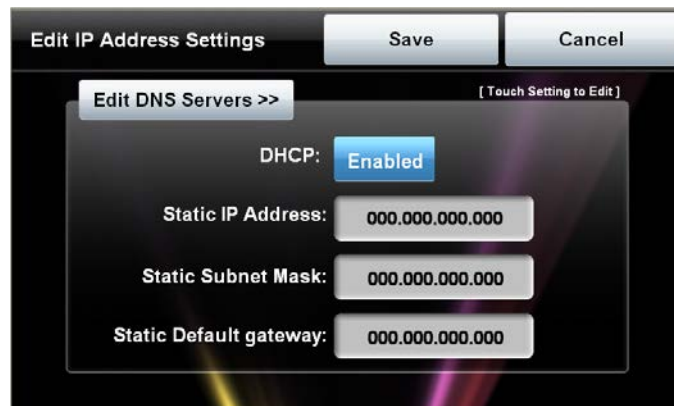 Edit IP Address Settings
Save
Cancel
Edit DNS Servers >>
[ Touch Setting to Edit ]
DHCP:
Enabled
Static IP Address:
000.000.000.000
Static Subnet Mask:
000.000.000.000
Static Default gateway:
000.000.000.000